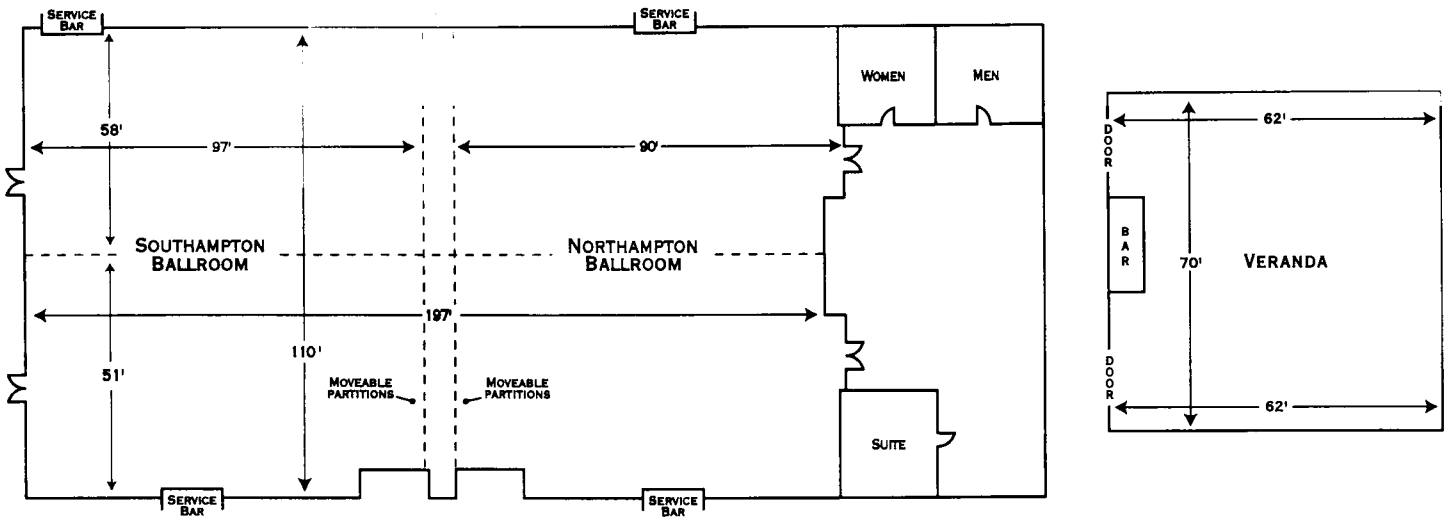 SERVICE
BAR
SERVICE
BAR
WOMEN
MEN
58'
97'
90'
62'
DOOR
SOUTHAMPTON
BALLROOM
NORTHAMPTON
BALLROOM
BAR
70'
VERANDA
197'
110'
51'
MOVEABLE
PARTITIONS
MOVEABLE
PARTITIONS
DOOR
62'
SUITE
SERVICE
BAR
SERVICE
BAR